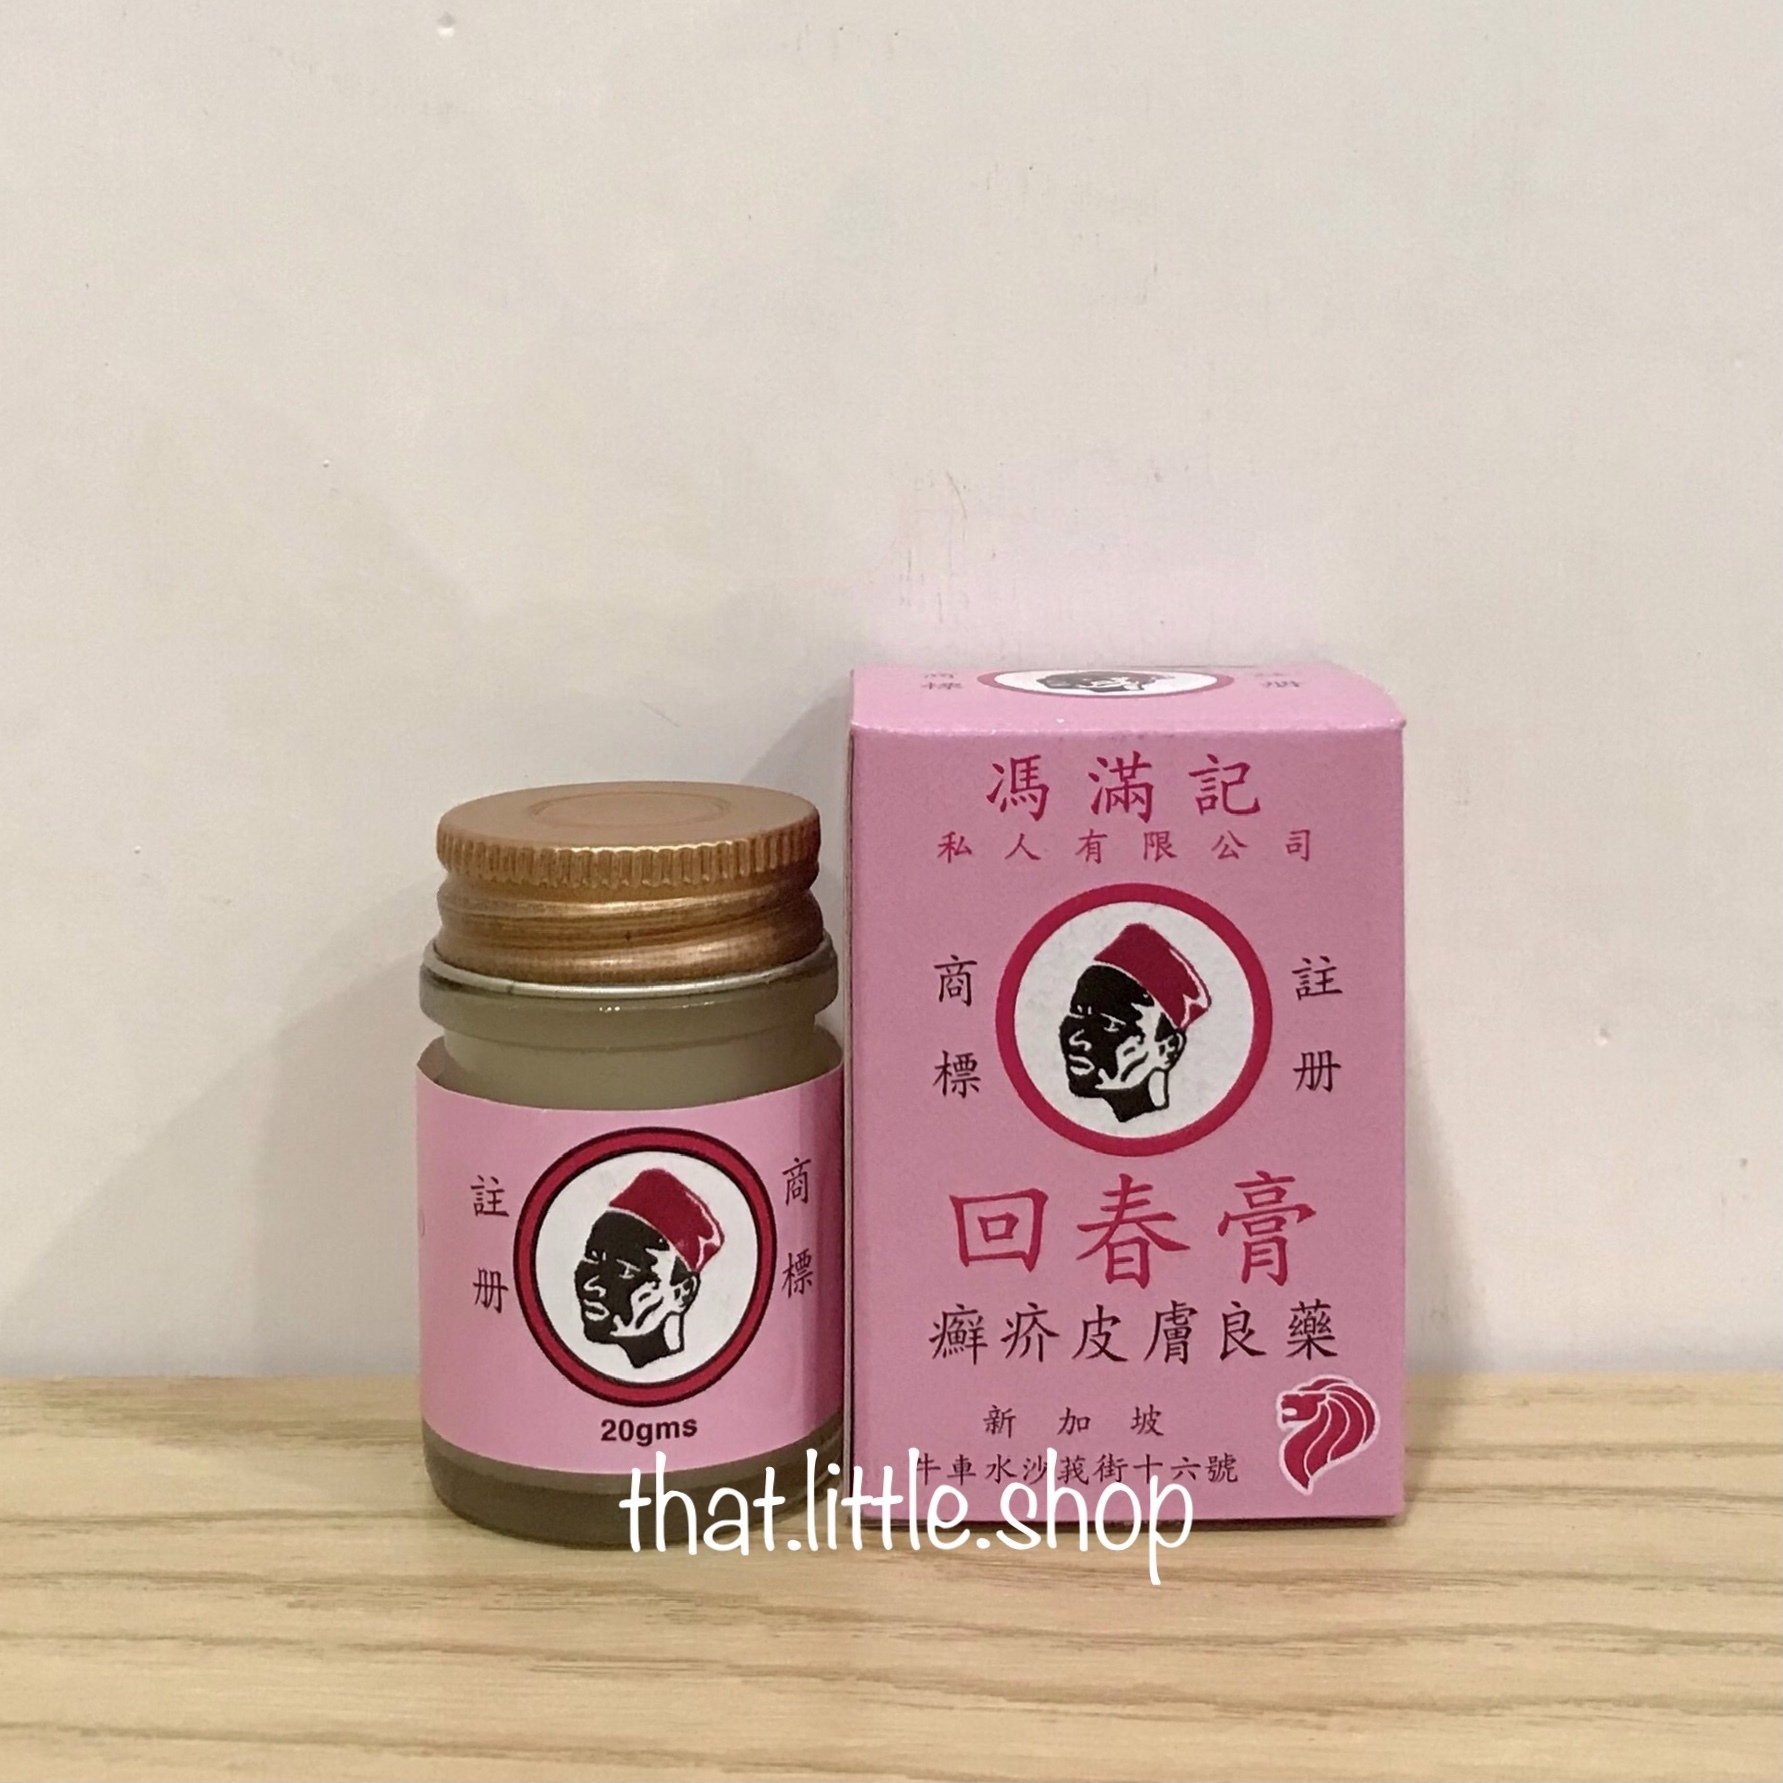 馮滿記
私人有限公司
商標
註册
回春膏
癬疥皮膚良藥
新加坡
牛車水沙莪街十六號
註册
商標
20gms
that.little.shop